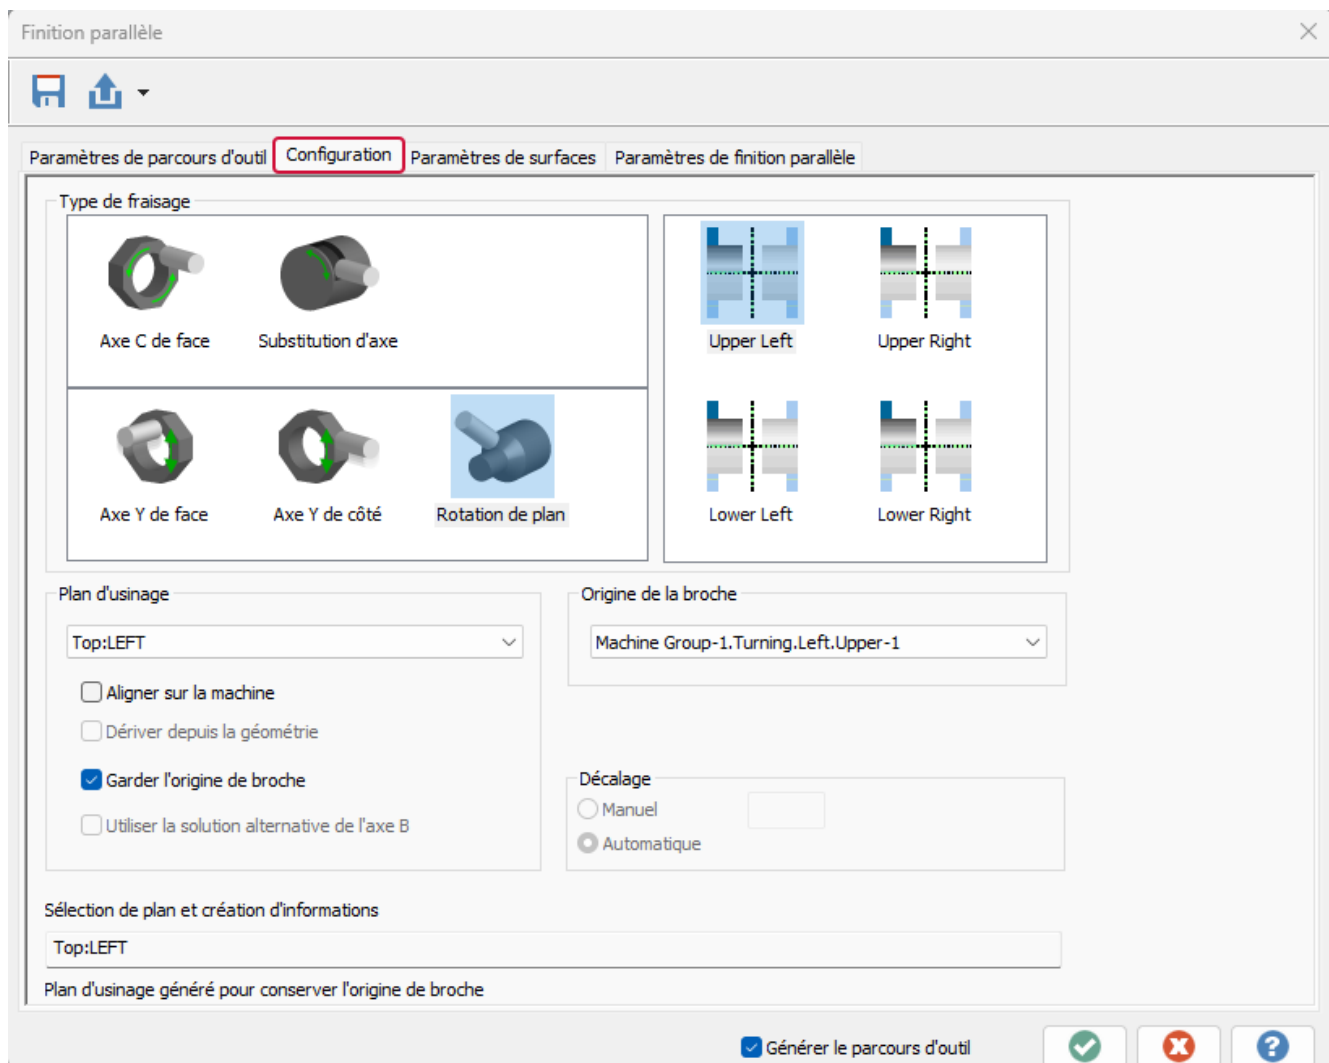 Finition parallèle
Paramètres de parcours d'outil Configuration Paramètres de surfaces Paramètres de finition parallèle
Type de fraisage
Axe C de face Substitution d'axe Upper Left Upper Right
Axe Y de face Axe Y de côté Rotation de plan Lower Left Lower Right
Plan d'usinage Origine de la broche
Top:LEFT Machine Group-1.Turning.Left.Upper-1
Aligner sur la machine
Dériver depuis la géométrie
Garder l'origine de broche Décalage
Manuel
Utiliser la solution alternative de l'axe B
Automatique
Sélection de plan et création d'informations
Top:LEFT
Plan d'usinage généré pour conserver l'origine de broche
Générer le parcours d'outil